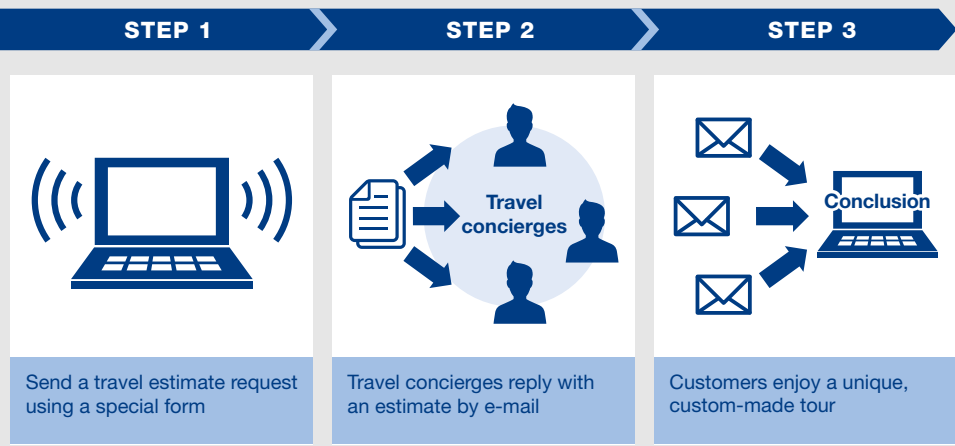 STEP 1
STEP 2
STEP 3
Travel
concierges
Conclusion
Send a travel estimate request
using a special form
Travel concierges reply with
an estimate by e-mail
Customers enjoy a unique,
custom-made tour